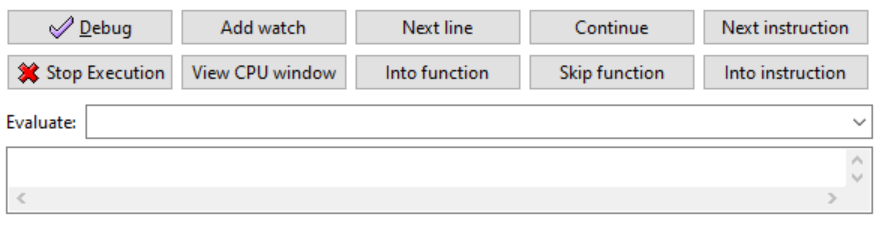 Debug Add watch Next line Continue Next instruction
Stop Execution View CPU window Into function Skip function Into instruction
Evaluate: